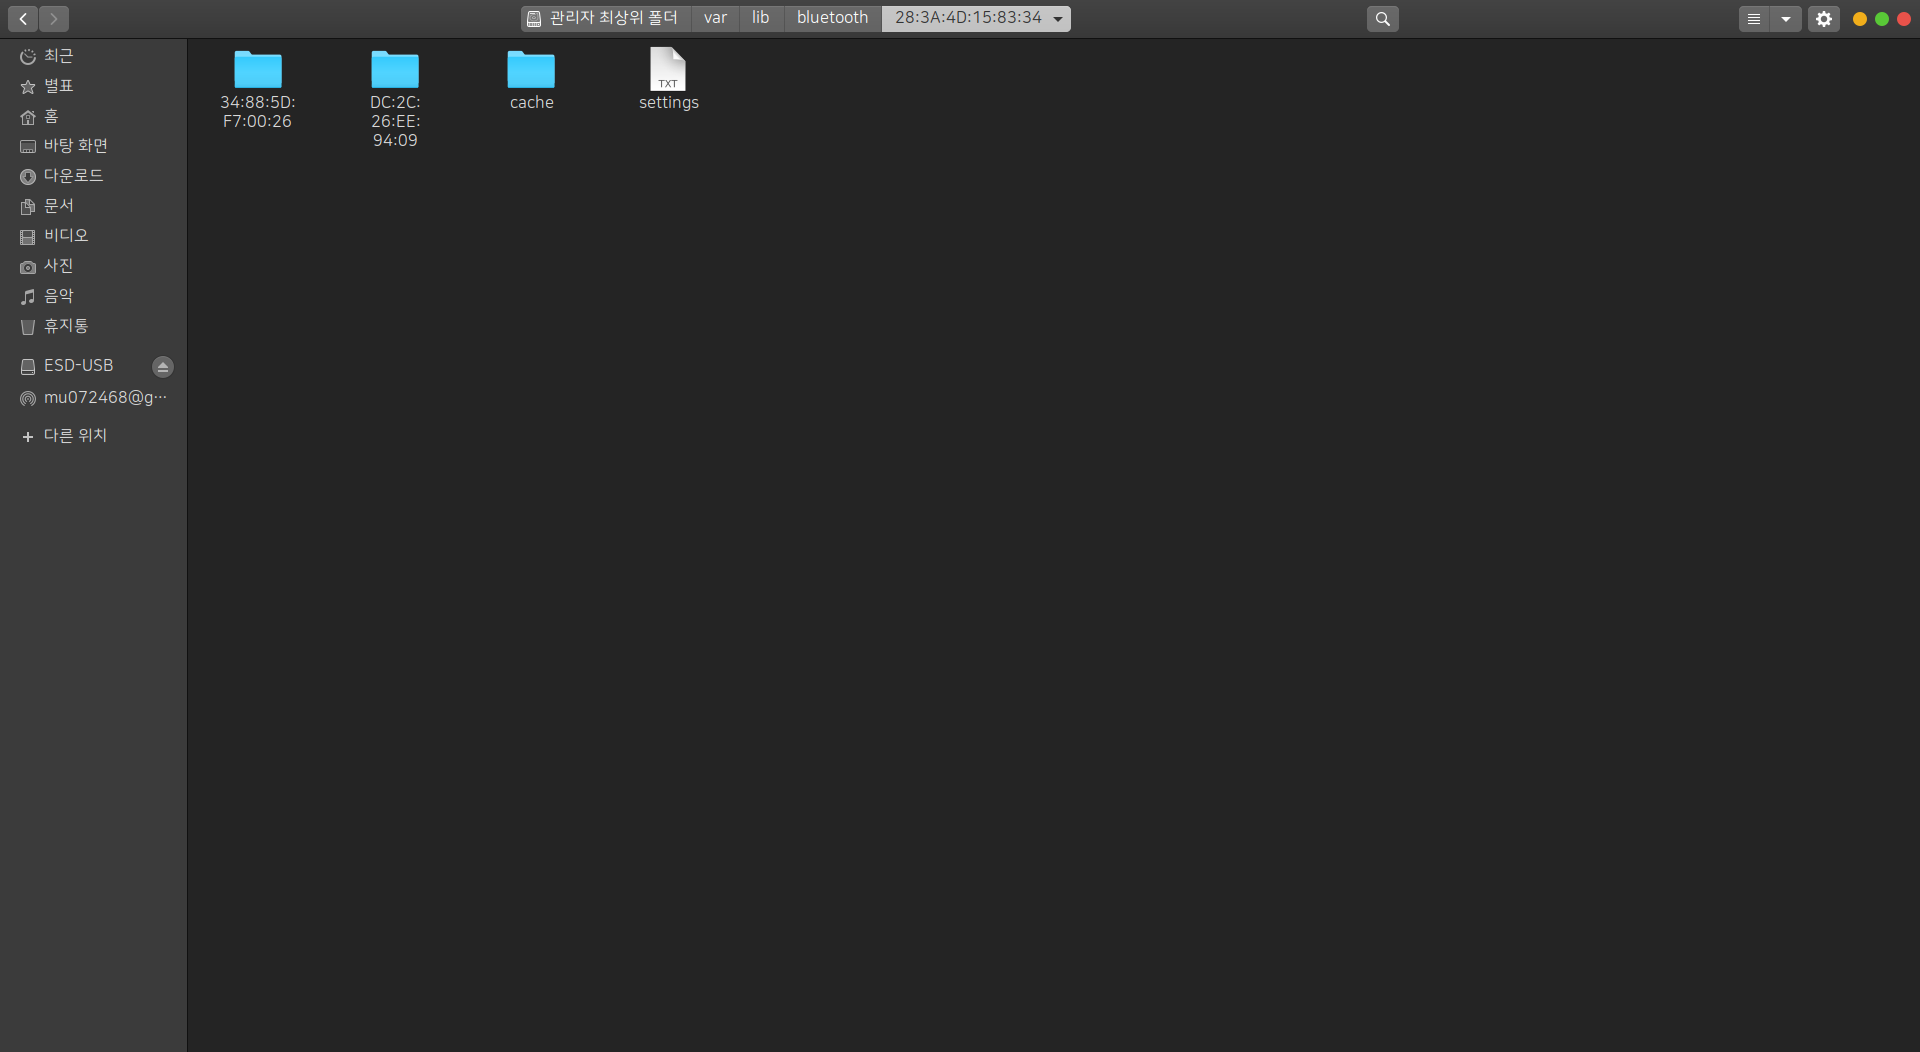 관리자 최상위 폴더 var lib bluetooth 28:3A:4D:15:83:34
최근
별표
홈
바탕 화면
다운로드
문서
비디오
사진
음악
휴지통
ESD-USB
mu072468@g…
다른 위치
34:88:5D:
F7:00:26
DC:2C:
26:EE:
94:09
cache
TXT
settings